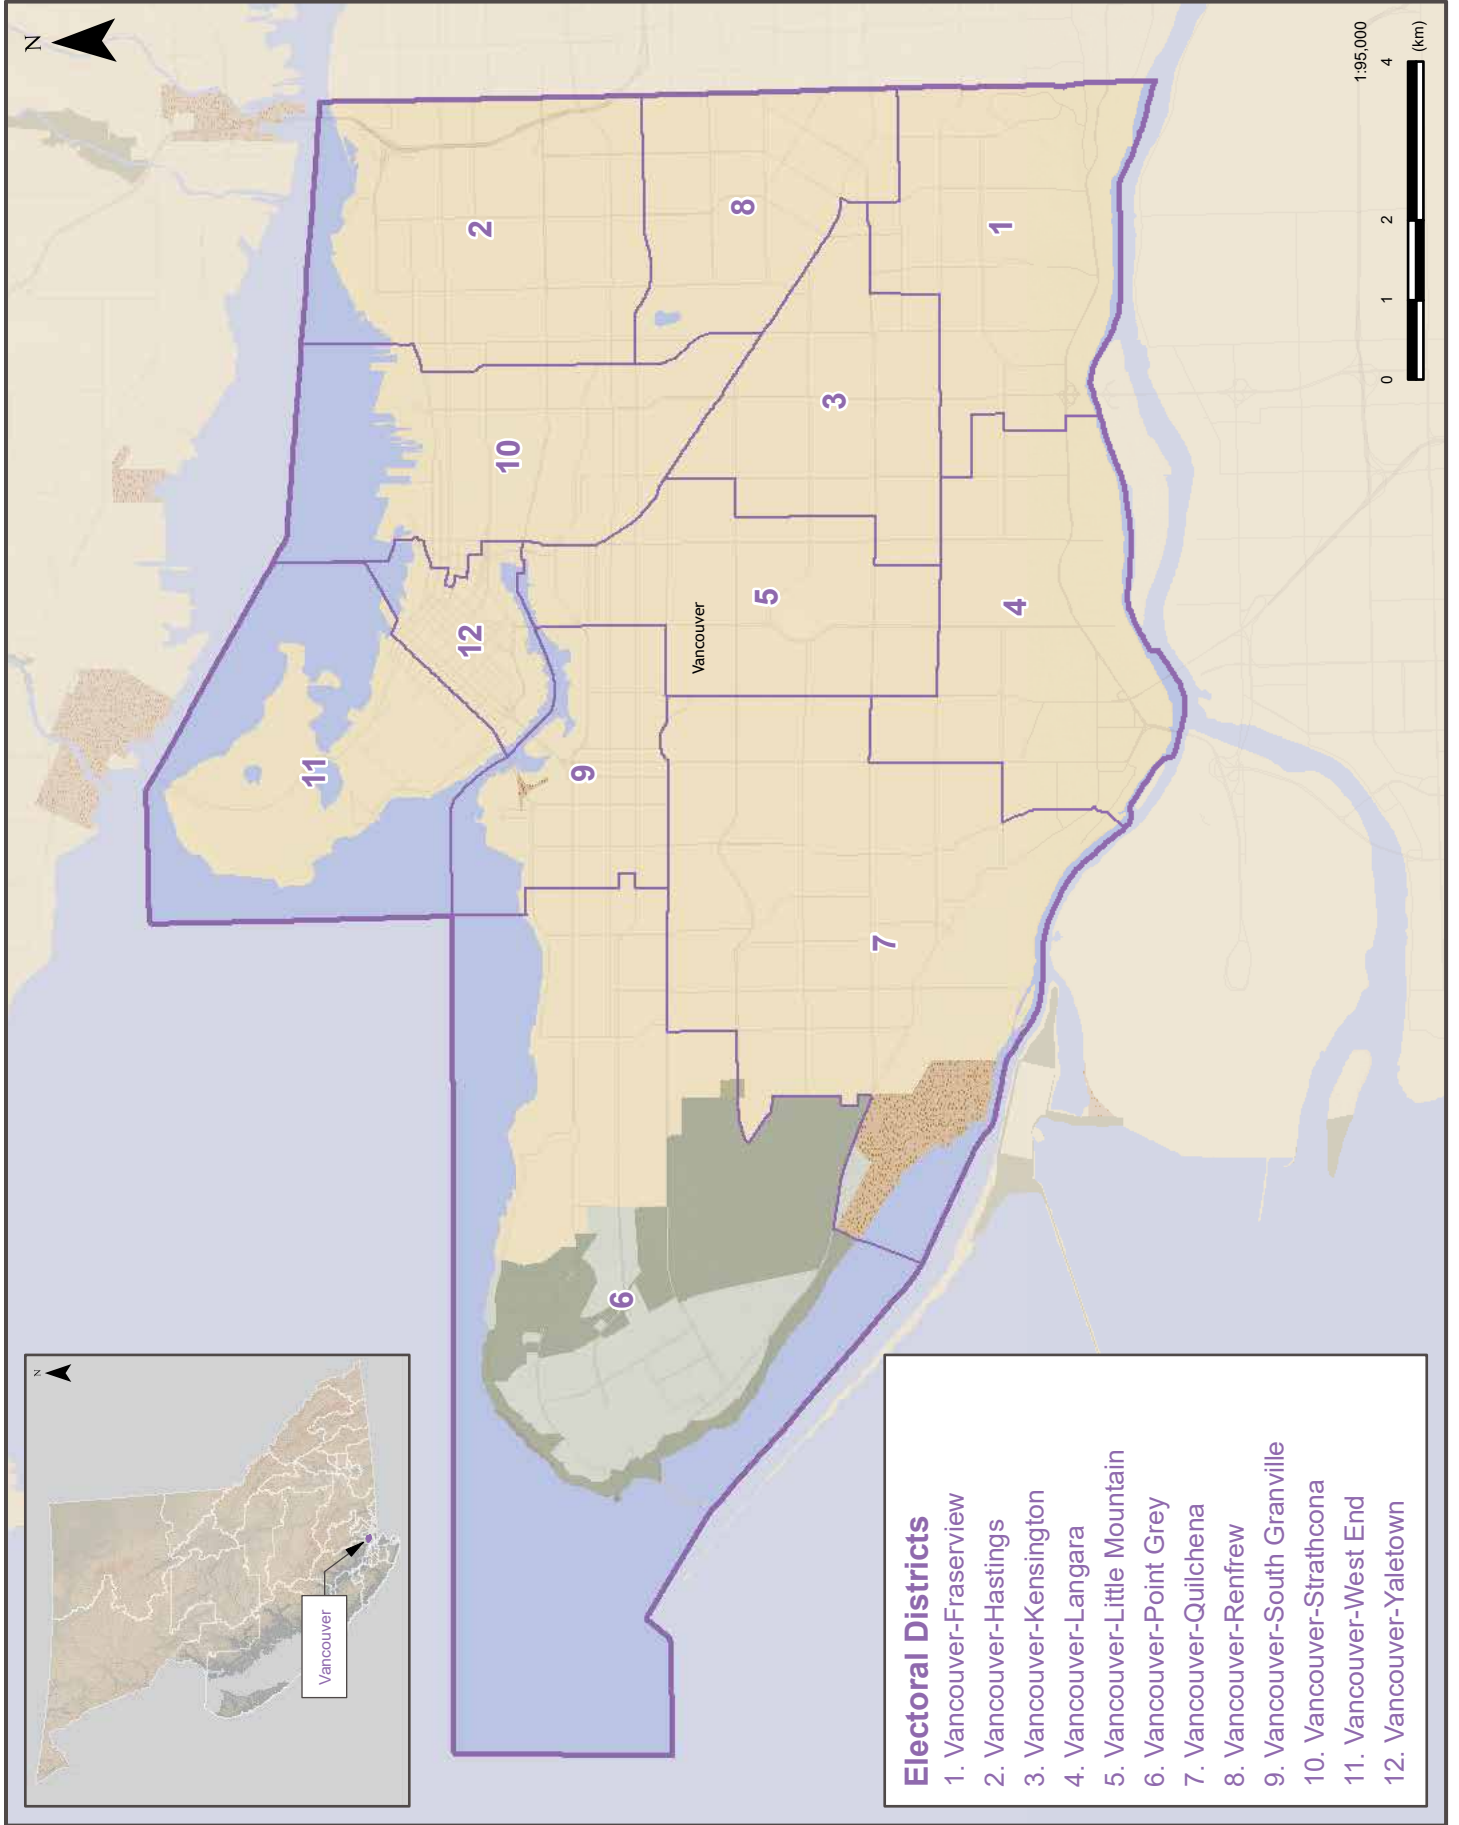 N
N
Vancouver
2
8
1
10
3
12
5
4
11
9
Vancouver
7
6
1:95,000
0
1
2
4
(km)
Electoral Districts
1. Vancouver-Fraserview
2. Vancouver-Hastings
3. Vancouver-Kensington
4. Vancouver-Langara
5. Vancouver-Little Mountain
6. Vancouver-Point Grey
7. Vancouver-Quilchena
8. Vancouver-Renfrew
9. Vancouver-South Granville
10. Vancouver-Strathcona
11. Vancouver-West End
12. Vancouver-Yaletown